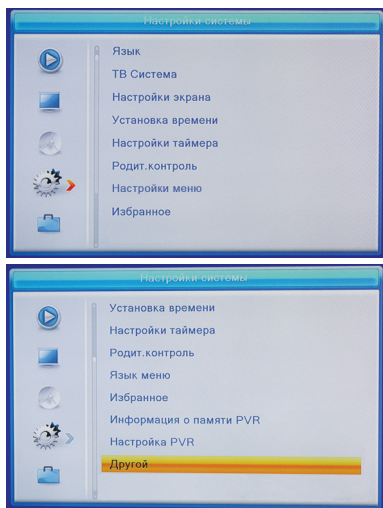 Настройки системы
Язык
ТВ Система
Настройки экрана
Установка времени
Настройки таймера
Родит.контроль
Настройки меню
Избранное
Настройки системы
Установка времени
Настройки таймера
Родит.контроль
Язык меню
Избранное
Информация о памяти PVR
Настройка PVR
Другой